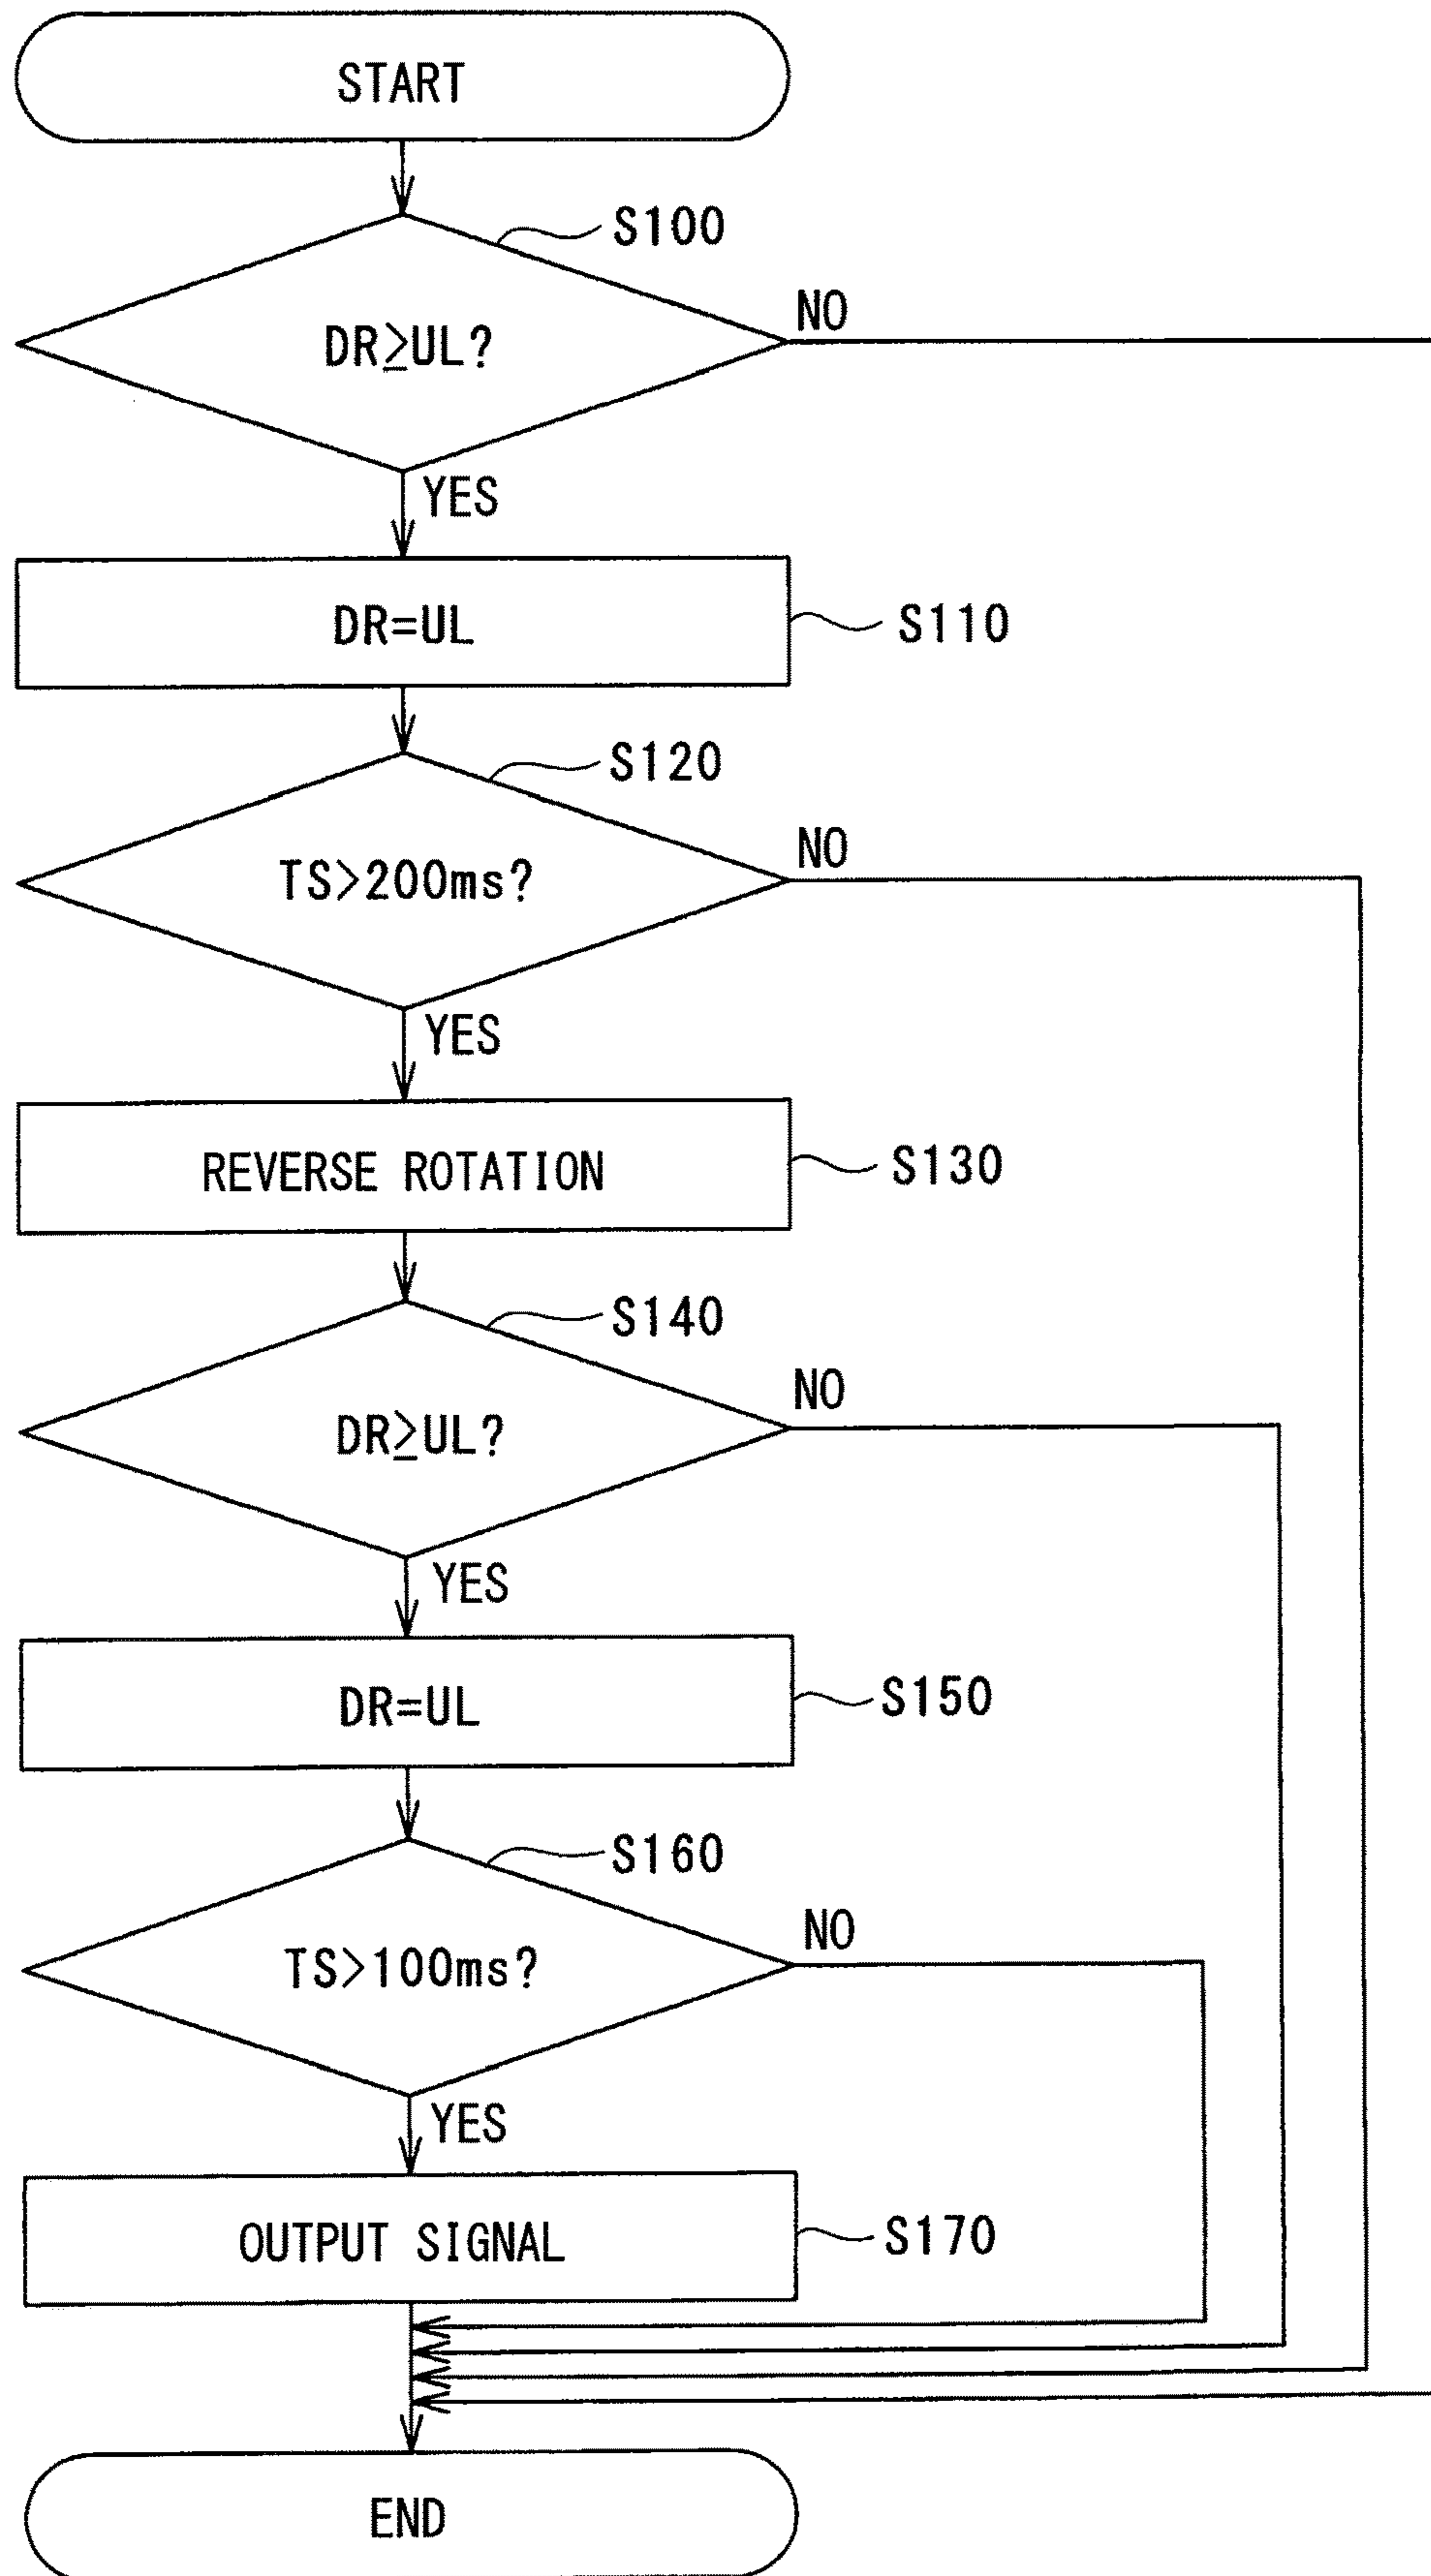 START
S100
DR≥UL?
NO
YES
DR=UL
S110
S120
TS>200ms?
NO
YES
REVERSE ROTATION
S130
S140
DR≥UL?
NO
YES
DR=UL
S150
S160
TS>100ms?
NO
YES
OUTPUT SIGNAL
S170
END